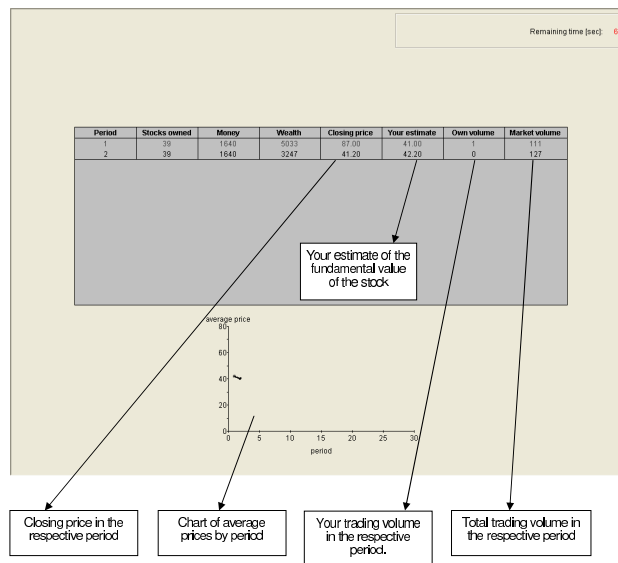 Remaining time [sec]: 6
Period Stocks owned Money Wealth Closing price Your estimate Own volume Market volume
1 39 1640 5033 87.00 41.00 1 111
2 39 1640 3247 41.20 42.20 0 127
Your estimate of the
fundamental value
of the stock
average price
80
60
40
20
0
0 5 10 15 20 25 30
period
Closing price in the
respective period
Chart of average
prices by period
Your trading volume
in the respective
period.
Total trading volume in
the respective period